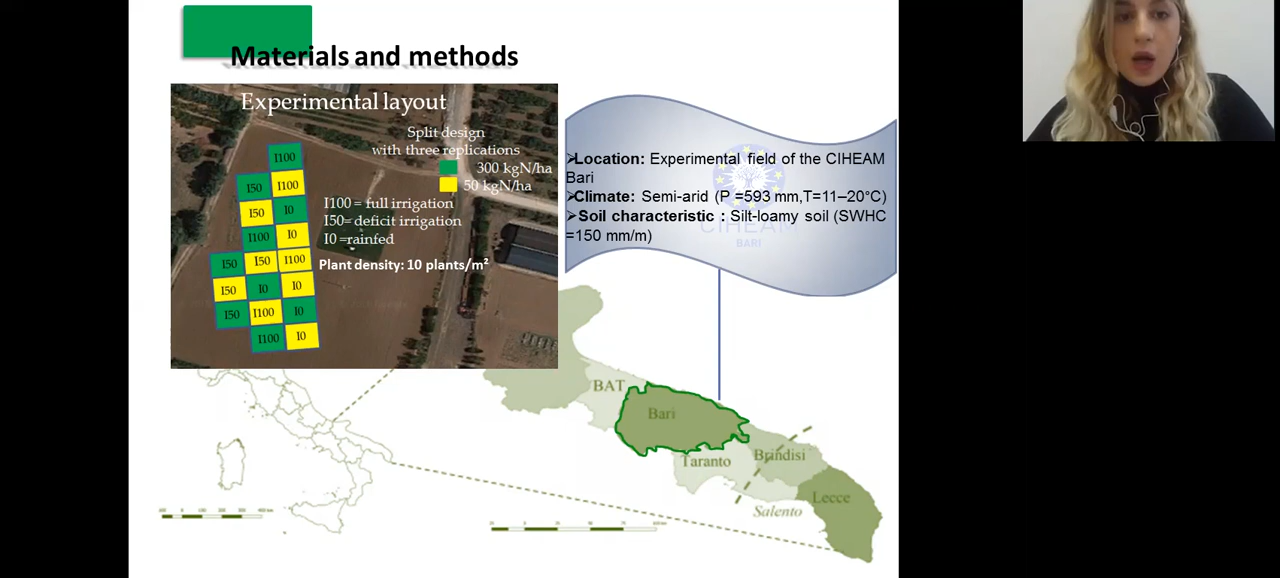 Materials and methods
Experimental layout
Split design
with three replications
300 kgN/ha
50 kgN/ha
I100 = full irrigation
I50= deficit irrigation
I0 =rainfed
Plant density: 10 plants/m²
I100
I50 I100
I50 I0
I100 I0
I50 I50 I100
I50 I0 I0
I50 I100 I0
I100 I0
➢Location: Experimental field of the CIHEAM
Bari
➢Climate: Semi-arid (P =593 mm,T=11–20°C)
➢Soil characteristic : Silt-loamy soil (SWHC
=150 mm/m)
CIHEAM
BARI
BAT
Bari
Taranto
Brindisi
Lecce
Salento